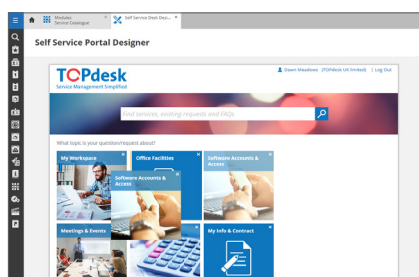 Modules
Service Catalogue
Self Service Desk Des...
Self Service Portal Designer
TOPdesk
Service Management Simplified
Dawn Meadows (TOPdesk UK limited) | Log Out
Find services, existing requests and FAQs
What topic is your question/request about?
My Workspace
Office Facilities
Software Accounts &
Access
Software Accounts &
Access
Meetings & Events
My Info & Contract